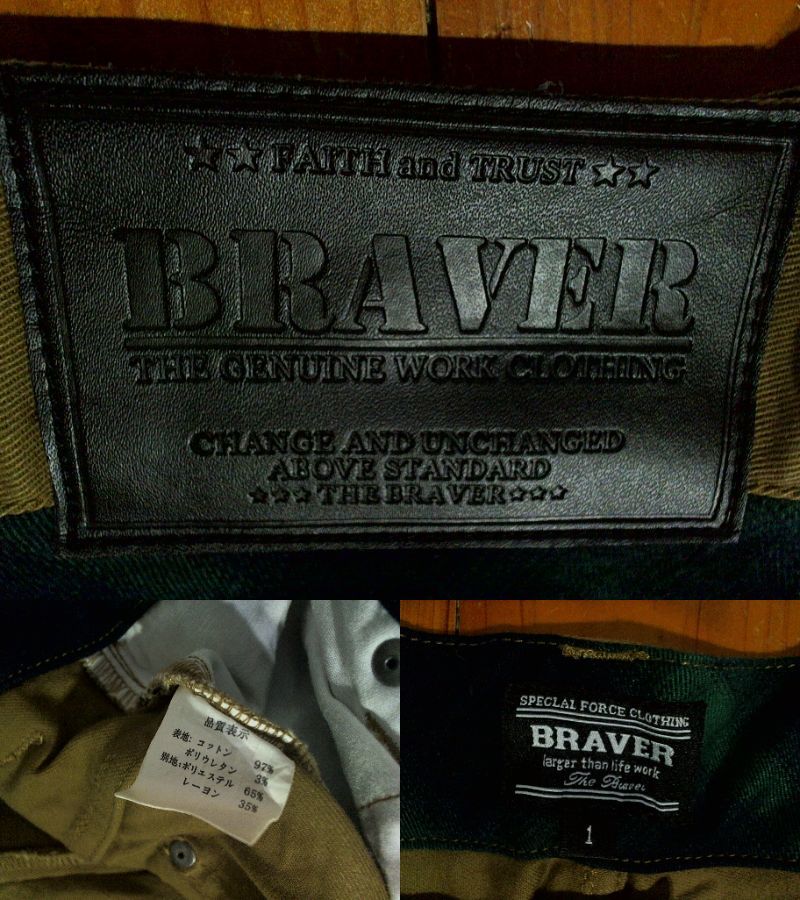 ★☆ FAITH and TRUST ☆☆
BRAVER
THE GENUINE WORK CLOTHING
CHANGE AND UNCHANGED
ABOVE STANDARD
★★★ THE BRAVER ☆☆☆
品質表示
表地:コットン 97%
ポリウレタン 3%
別地:ポリエステル 65%
レーヨン 35%
SPECLAL FORCE CLOTHING
BRAVER
larger than life work
The Braver
1